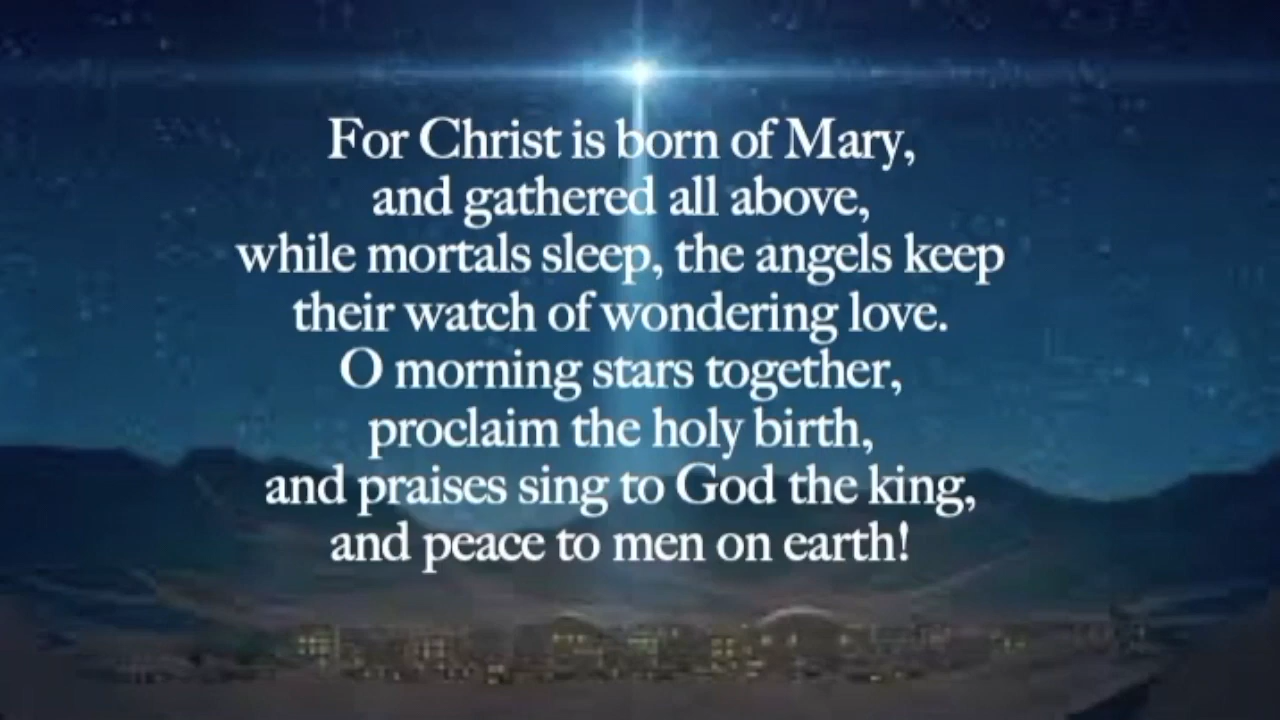 For Christ is born of Mary,
and gathered all above,
while mortals sleep, the angels keep
their watch of wondering love.
O morning stars together,
proclaim the holy birth,
and praises sing to God the king,
and peace to men on earth!